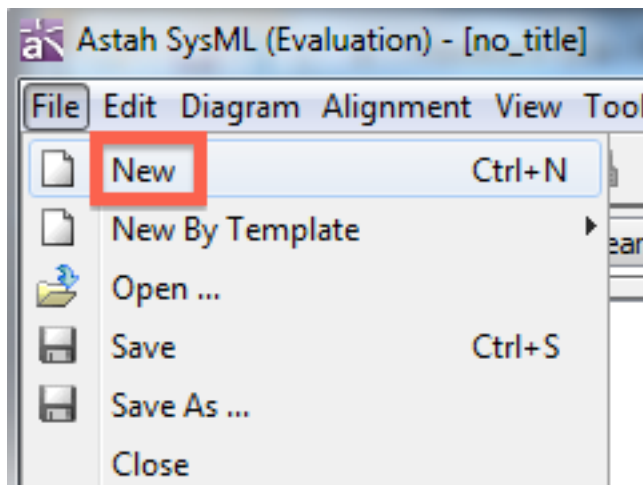 Astah SysML (Evaluation) - [no_title]
File Edit Diagram Alignment View Tool
New Ctrl+N
New By Template
Open ...
Save Ctrl+S
Save As ...
Close